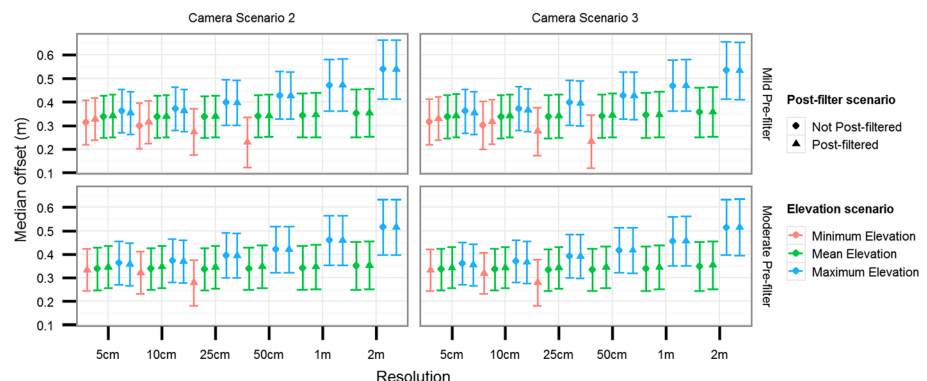 Camera Scenario 2
Camera Scenario 3
Median offset (m)
0.6
0.5
0.4
0.3
0.2
0.1
Mild Pre-filter
0.6
0.5
0.4
0.3
0.2
0.1
Moderate Pre-filter
5cm 10cm 25cm 50cm 1m 2m
5cm 10cm 25cm 50cm 1m 2m
Resolution
Post-filter scenario
Not Post-filtered
Post-filtered
Elevation scenario
Minimum Elevation
Mean Elevation
Maximum Elevation